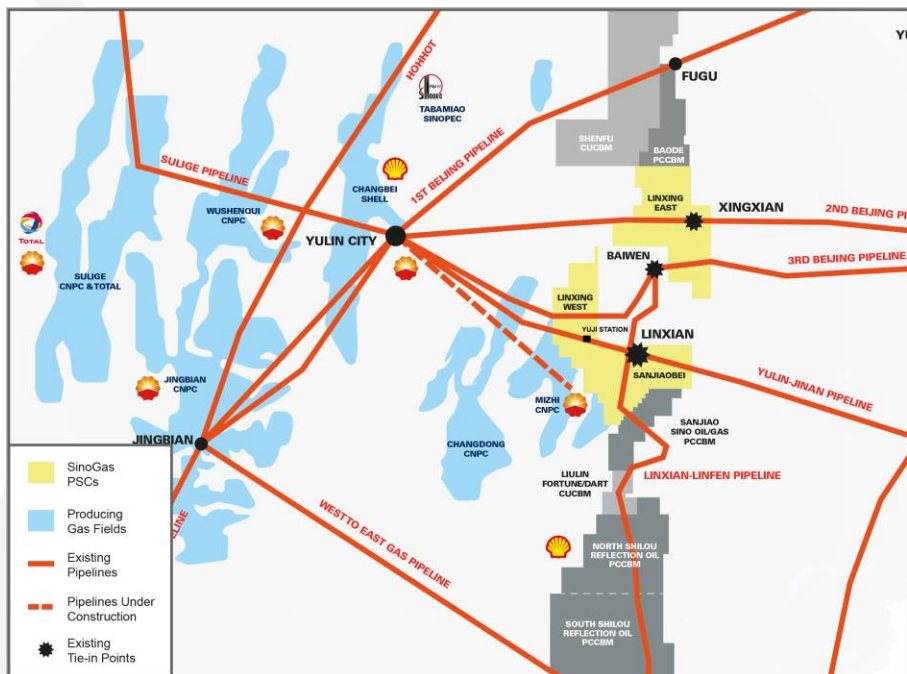 YU
HOHHOT
FUGU
SINOPEC
TABAMIAO
SINOPEC
1ST BEIJING PIPELINE
SHENFU
CUCBM
BAODE
PCCBM
SULIGE PIPELINE
CHANGBEI
SHELL
WUSHENQUI
CNPC
LINXING
EAST
XINGXIAN
2ND BEIJING PI
TOTAL
YULIN CITY
BAIWEN
3RD BEIJING PIPELINE
SULIGE
CNPC & TOTAL
LINXING
WEST
YUJI STATION
LINXIAN
SANJIAOBEI
YULIN-JINAN PIPELINE
JINGBIAN
CNPC
MIZHI
CNPC
JINGBIAN
CHANGDONG
CNPC
SANJIAO
SINO OIL/GAS
PCCBM
LIULIN
FORTUNE/DART
CUCBM
LINXIAN-LINFEN PIPELINE
WEST TO EAST GAS PIPELINE
NORTH SHILOU
REFLECTION OIL
PCCBM
SOUTH SHILOU
REFLECTION OIL
PCCBM
ELINE
SinoGas
PSCs
Producing
Gas Fields
Existing
Pipelines
Pipelines Under
Construction
Existing
Tie-in Points